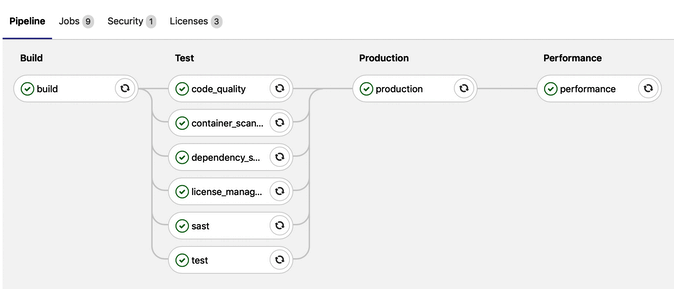 Pipeline Jobs 9 Security 1 Licenses 3
Build Test Production Performance
build code_quality production performance
container_scan...
dependency_s...
license_manag...
sast
test